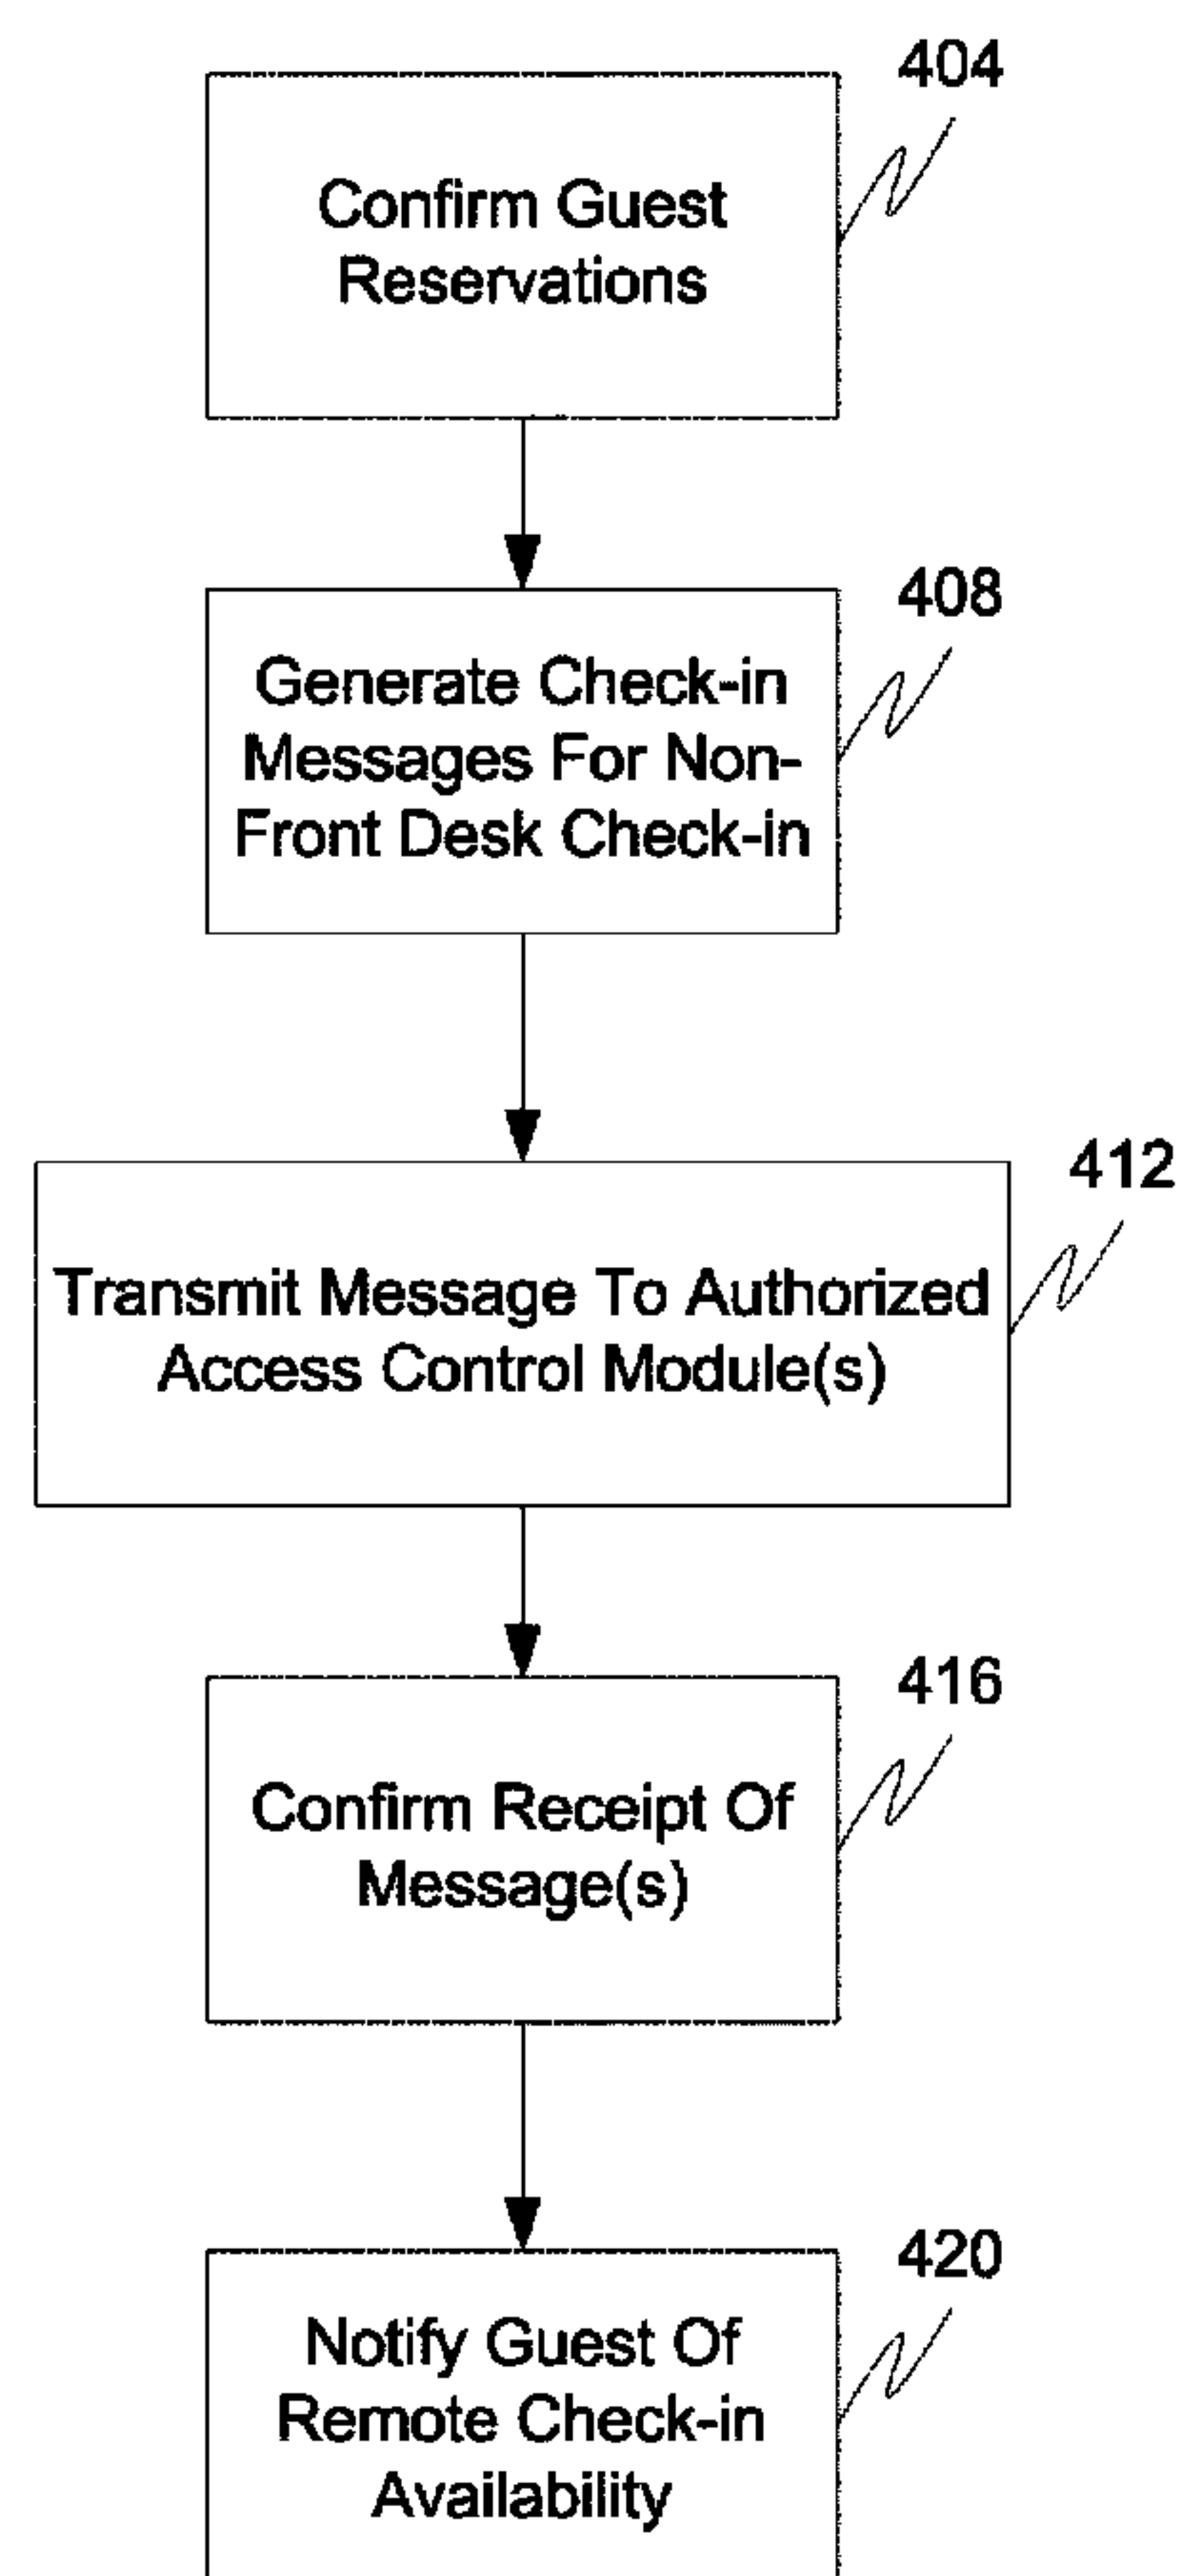 404
Confirm Guest
Reservations
408
Generate Check-in
Messages For Non-
Front Desk Check-in
412
Transmit Message To Authorized
Access Control Module(s)
416
Confirm Receipt Of
Message(s)
420
Notify Guest Of
Remote Check-in
Availability